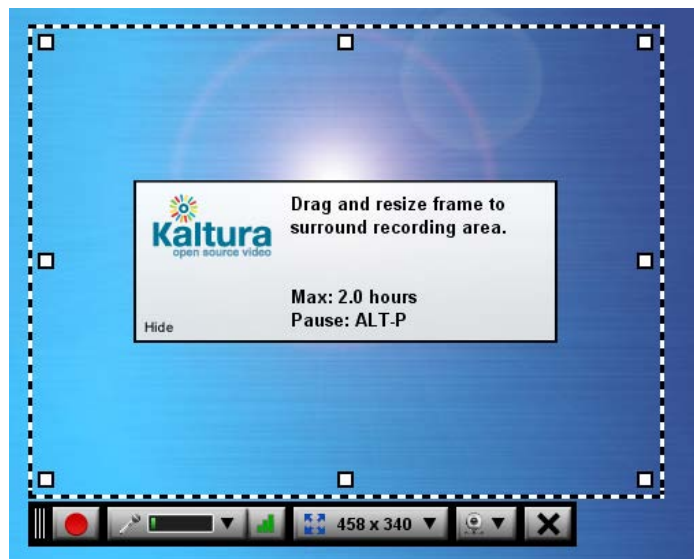 Kaltura
open source video
Drag and resize frame to
surround recording area.
Max: 2.0 hours
Pause: ALT-P
Hide
458 x 340